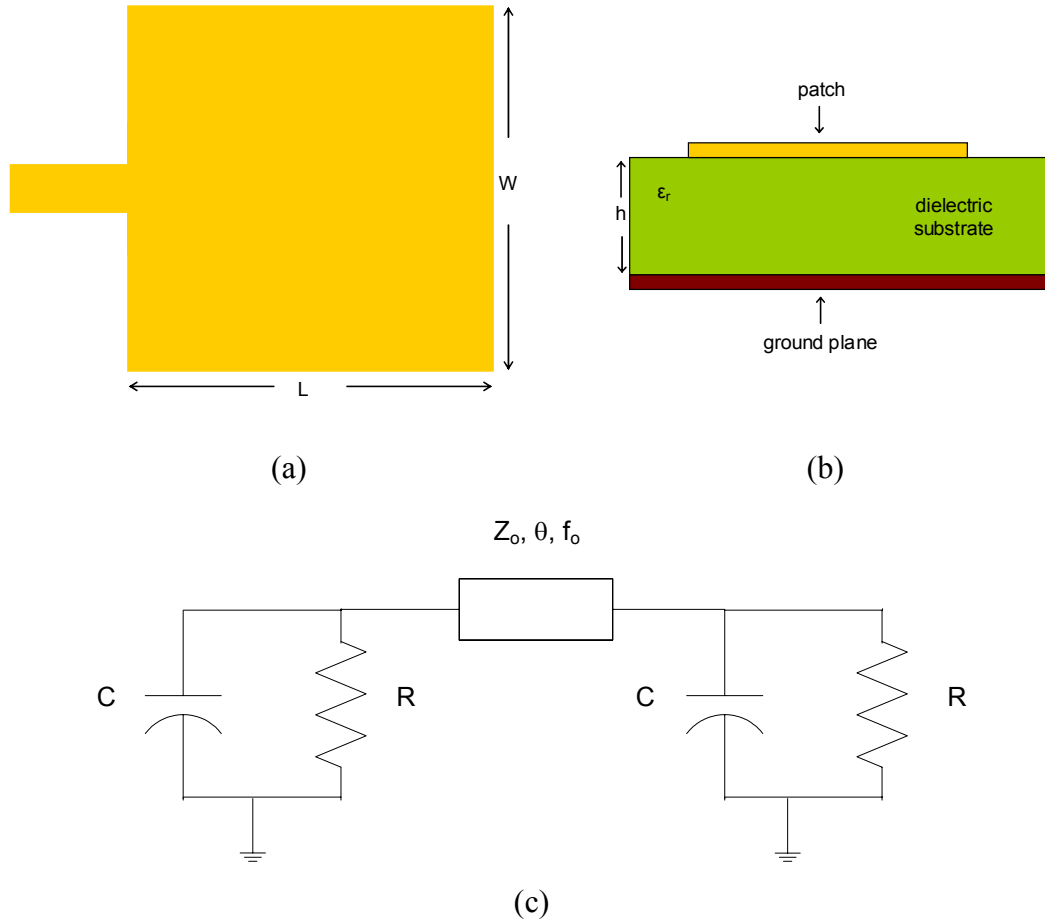 W
L
(a)
patch
εr
h
dielectric
substrate
ground plane
(b)
Zo, θ, fo
C
R
C
R
(c)